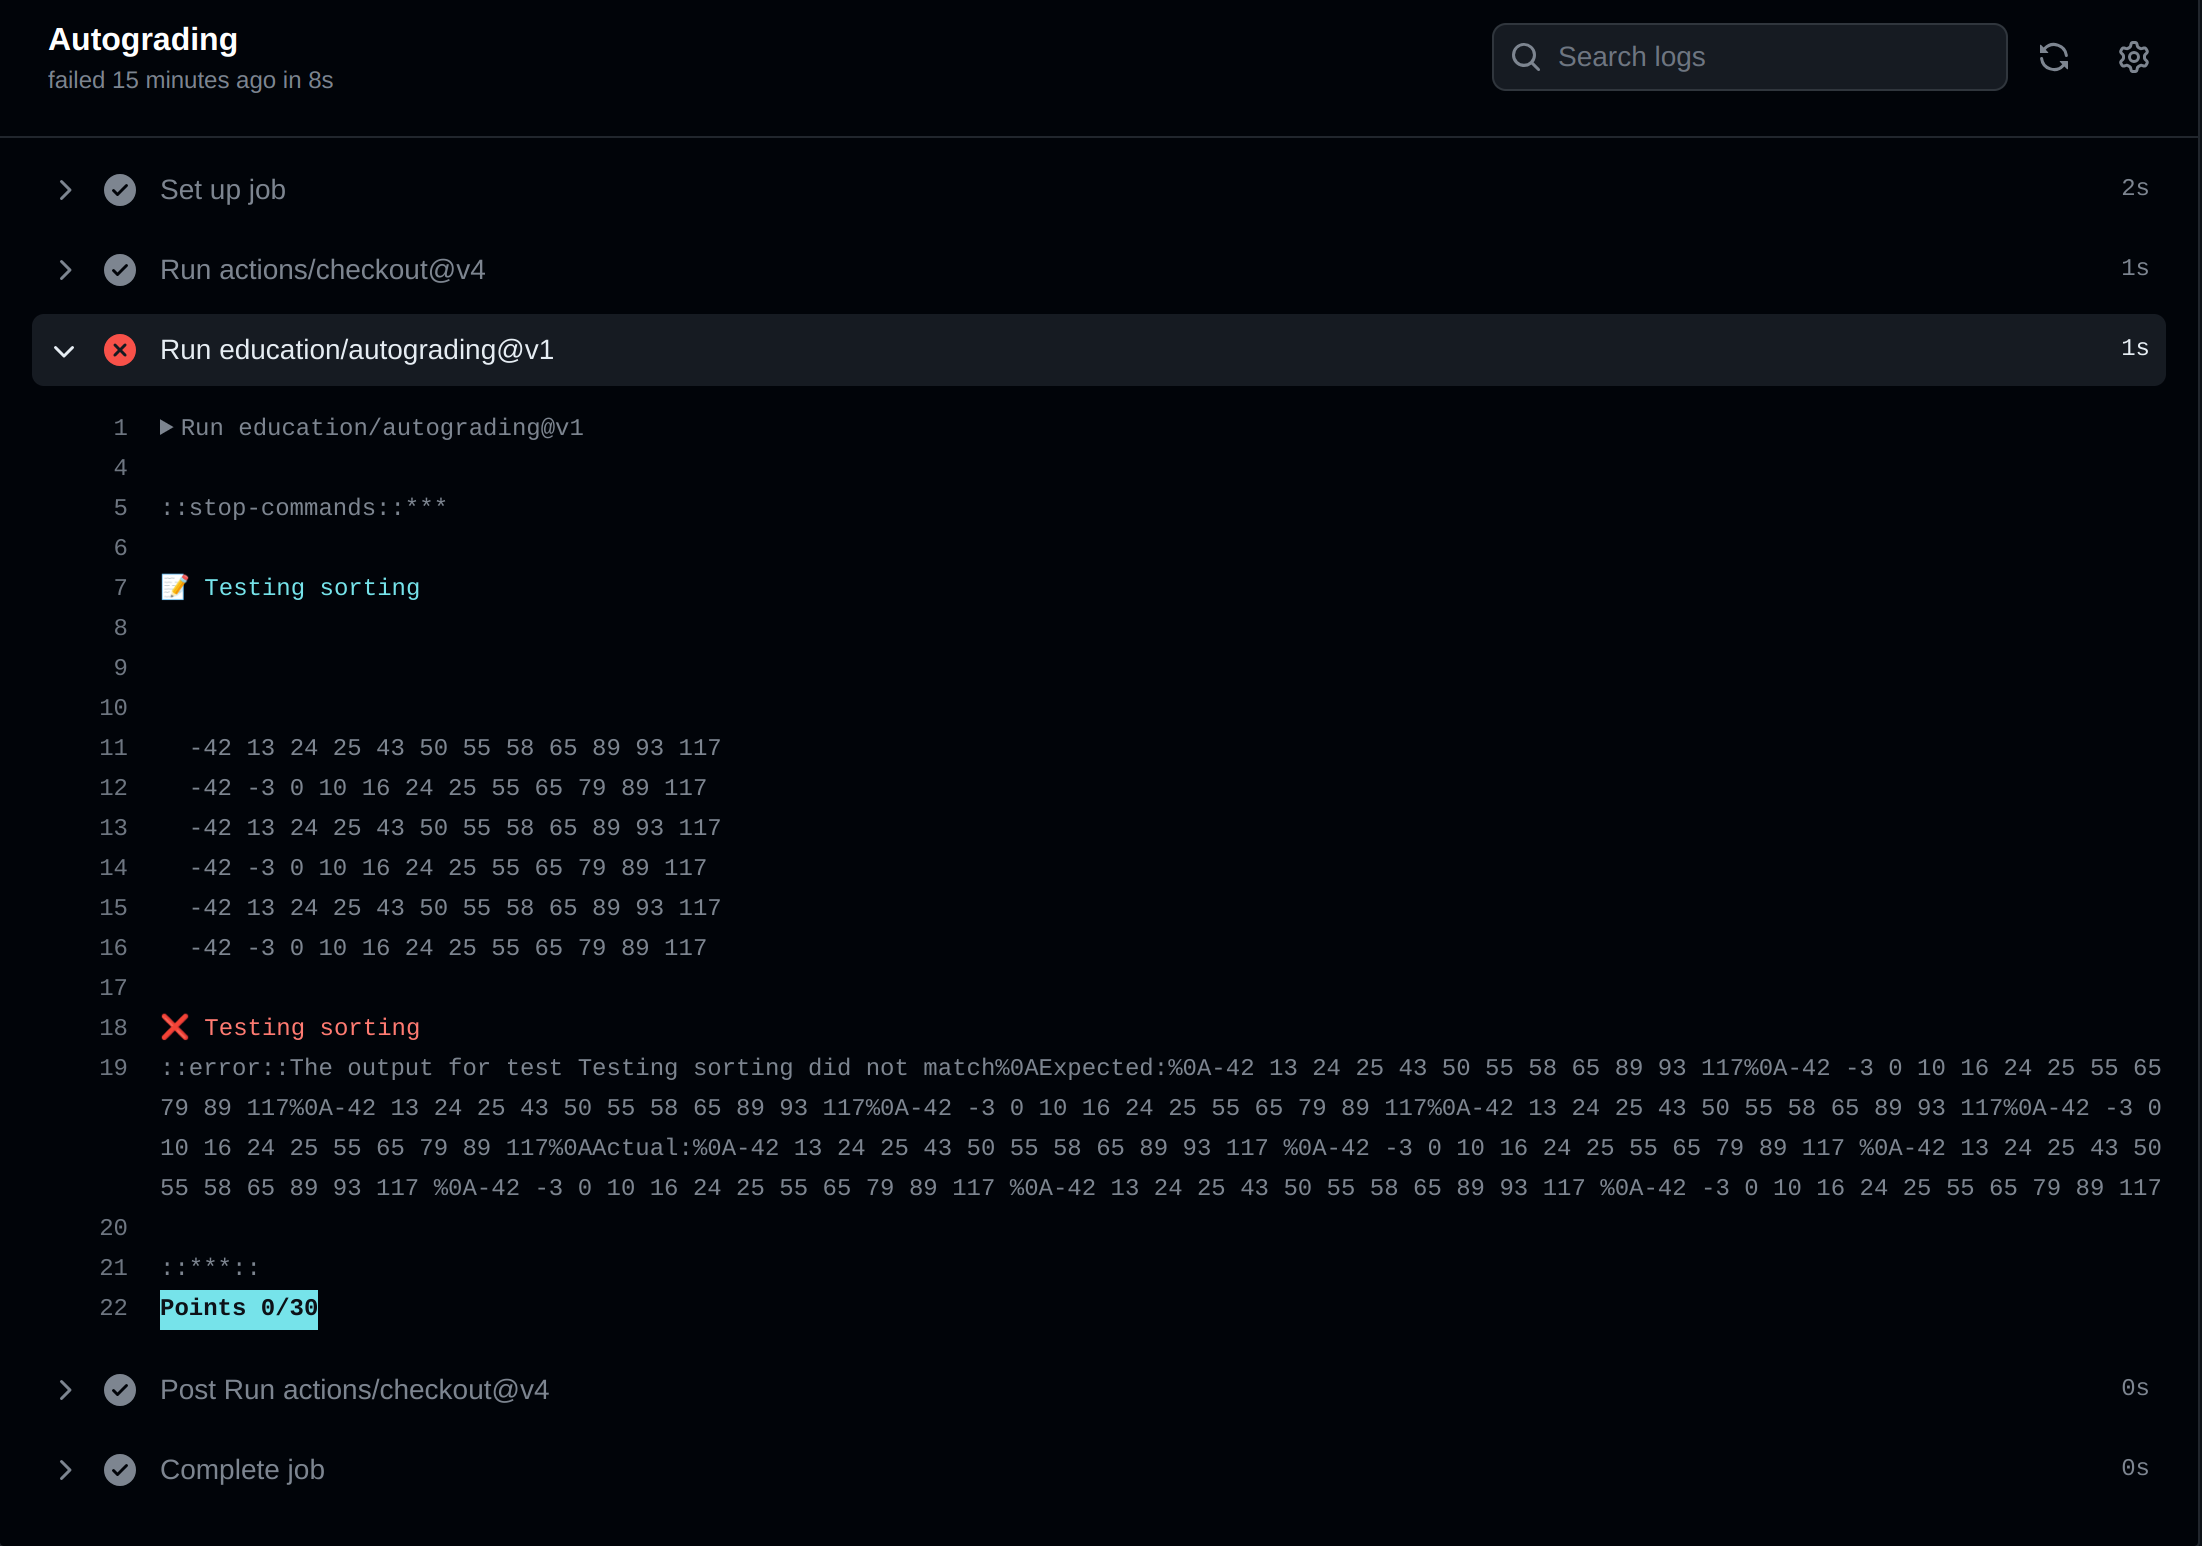 Autograding
failed 15 minutes ago in 8s
Search logs
Set up job 2s
Run actions/checkout@v4 1s
Run education/autograding@v1 1s
1 Run education/autograding@v1
4
5 ::stop-commands::***
6
7 📝 Testing sorting
8
9
10
11 -42 13 24 25 43 50 55 58 65 89 93 117
12 -42 -3 0 10 16 24 25 55 65 79 89 117
13 -42 13 24 25 43 50 55 58 65 89 93 117
14 -42 -3 0 10 16 24 25 55 65 79 89 117
15 -42 13 24 25 43 50 55 58 65 89 93 117
16 -42 -3 0 10 16 24 25 55 65 79 89 117
17
18 ❌ Testing sorting
19 ::error::The output for test Testing sorting did not match%0AExpected:%0A-42 13 24 25 43 50 55 58 65 89 93 117%0A-42 -3 0 10 16 24 25 55 65
79 89 117%0A-42 13 24 25 43 50 55 58 65 89 93 117%0A-42 -3 0 10 16 24 25 55 65 79 89 117%0A-42 13 24 25 43 50 55 58 65 89 93 117%0A-42 -3 0
10 16 24 25 55 65 79 89 117%0AActual:%0A-42 13 24 25 43 50 55 58 65 89 93 117 %0A-42 -3 0 10 16 24 25 55 65 79 89 117 %0A-42 13 24 25 43 50
55 58 65 89 93 117 %0A-42 -3 0 10 16 24 25 55 65 79 89 117 %0A-42 13 24 25 43 50 55 58 65 89 93 117 %0A-42 -3 0 10 16 24 25 55 65 79 89 117
20
21 ::***::
22 Points 0/30
Post Run actions/checkout@v4 0s
Complete job 0s